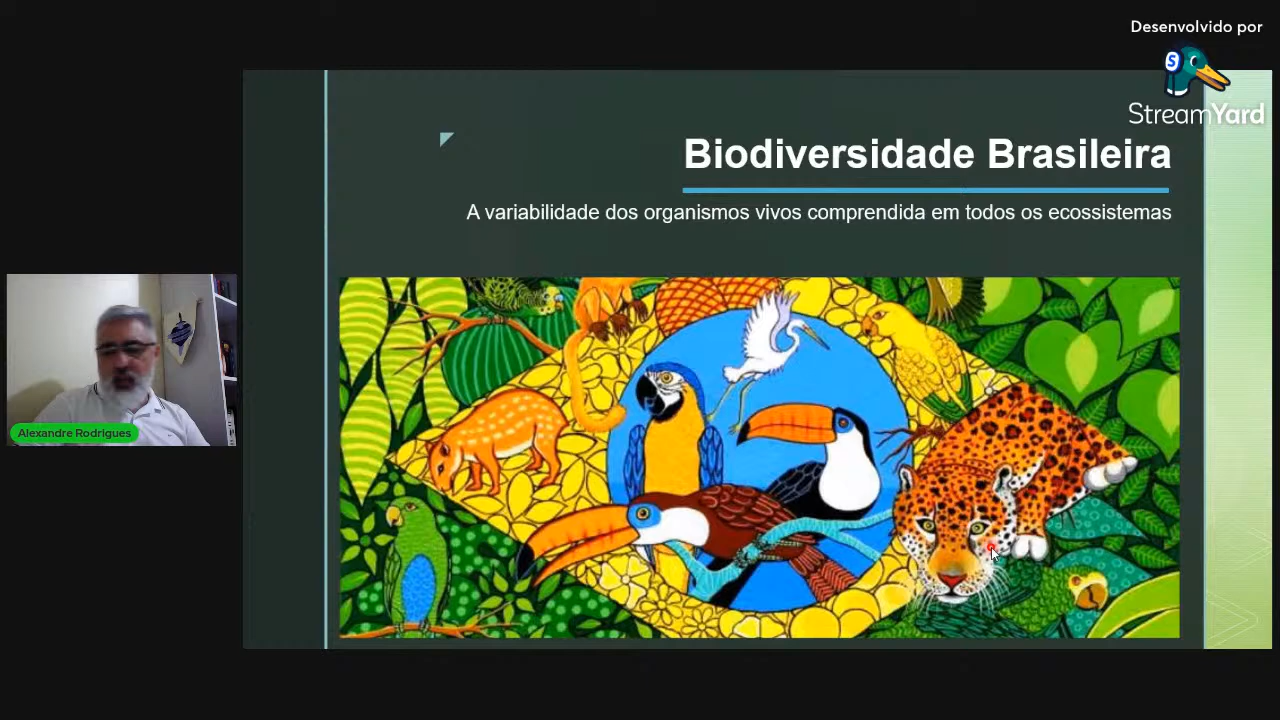 Desenvolvido por
S
StreamYard
Biodiversidade Brasileira
A variabilidade dos organismos vivos comprendida em todos os ecossistemas
Alexandre Rodrigues